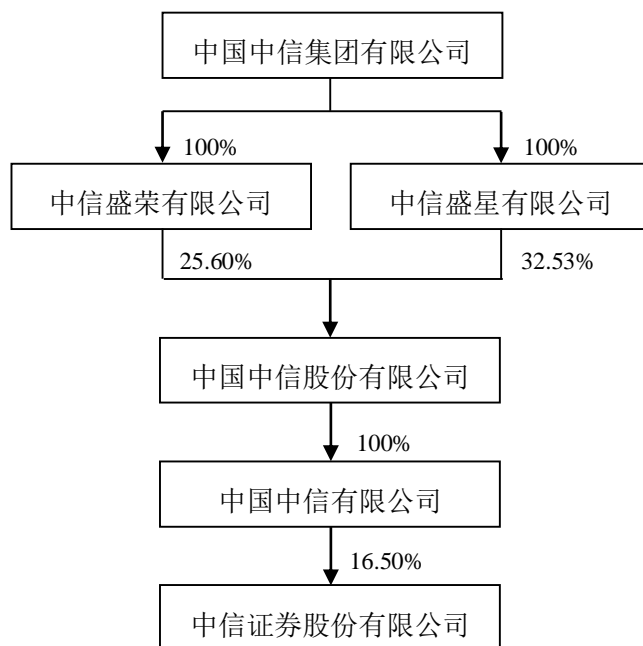 中国中信集团有限公司
100%
100%
中信盛荣有限公司
中信盛星有限公司
25.60%
32.53%
中国中信股份有限公司
100%
中国中信有限公司
16.50%
中信证券股份有限公司